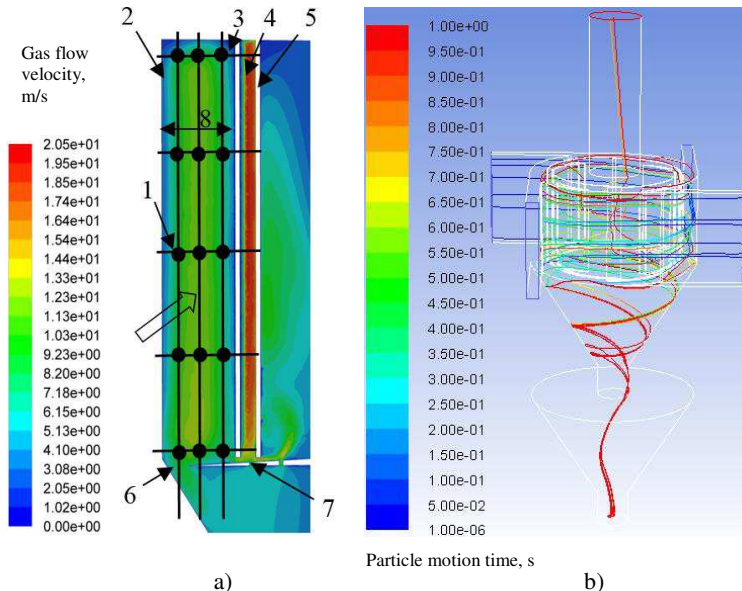 a)
2
3
4
5
Gas flow
velocity,
m/s
8
1
6
7
2.05e+01
1.95e+01
1.85e+01
1.74e+01
1.64e+01
1.54e+01
1.44e+01
1.33e+01
1.23e+01
1.13e+01
1.03e+01
9.23e+00
8.20e+00
7.18e+00
6.15e+00
5.13e+00
4.10e+00
3.08e+00
2.05e+00
1.02e+00
0.00e+00
a)
b)
1.00e+00
9.50e-01
9.00e-01
8.50e-01
8.00e-01
7.50e-01
7.00e-01
6.50e-01
6.00e-01
5.50e-01
5.00e-01
4.50e-01
4.00e-01
3.50e-01
3.00e-01
2.50e-01
2.00e-01
1.50e-01
1.00e-01
5.00e-02
1.00e-06
Particle motion time, s
b)